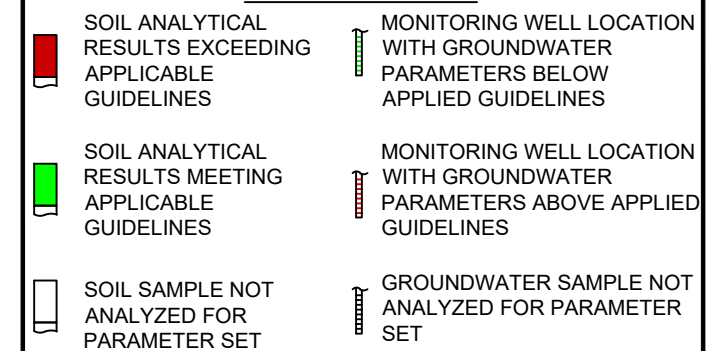 SOIL ANALYTICAL
RESULTS EXCEEDING
APPLICABLE
GUIDELINES
MONITORING WELL LOCATION
WITH GROUNDWATER
PARAMETERS BELOW
APPLIED GUIDELINES
SOIL ANALYTICAL
RESULTS MEETING
APPLICABLE
GUIDELINES
MONITORING WELL LOCATION
WITH GROUNDWATER
PARAMETERS ABOVE APPLIED
GUIDELINES
SOIL SAMPLE NOT
ANALYZED FOR
PARAMETER SET
GROUNDWATER SAMPLE NOT
ANALYZED FOR PARAMETER
SET